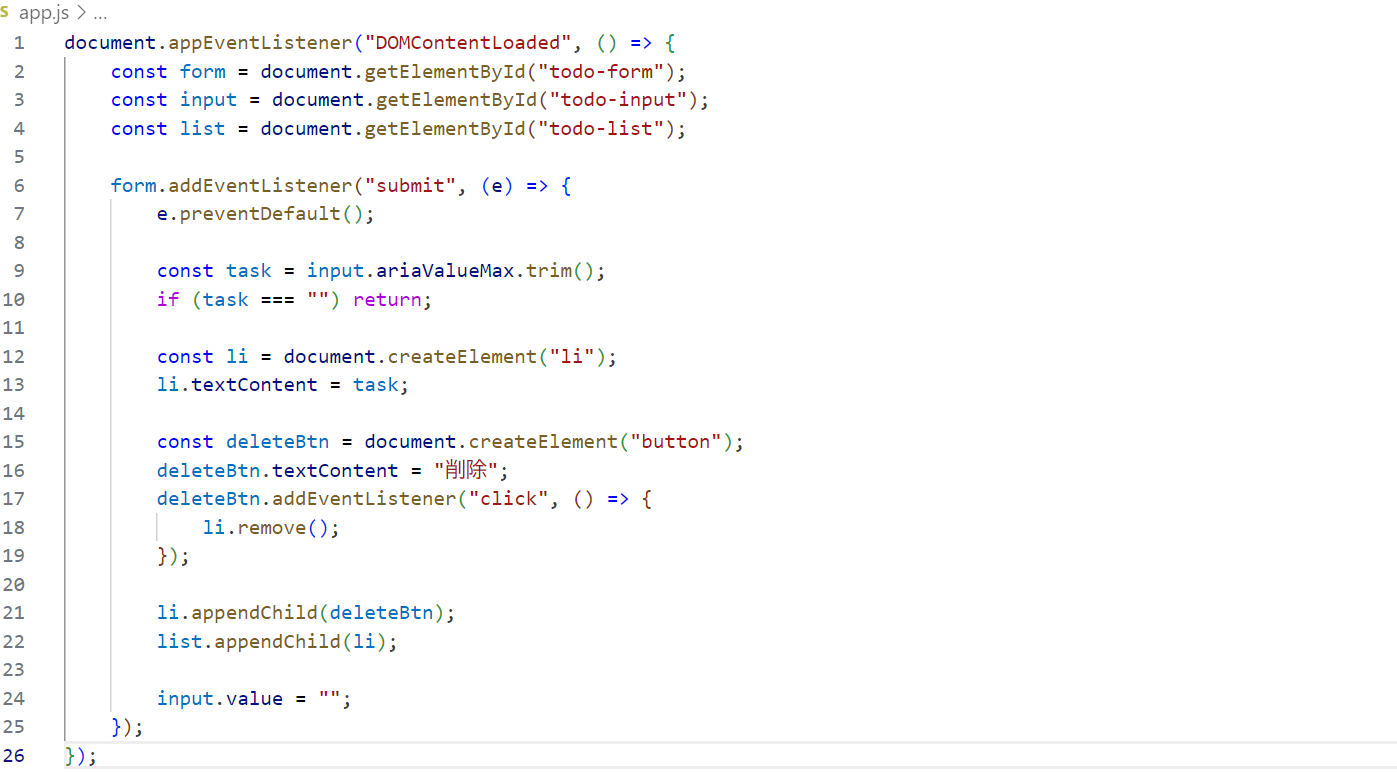 app.js > ...
1 document.appEventListener("DOMContentLoaded", () => {
2     const form = document.getElementById("todo-form");
3     const input = document.getElementById("todo-input");
4     const list = document.getElementById("todo-list");
5
6     form.addEventListener("submit", (e) => {
7         e.preventDefault();
8
9         const task = input.ariaValueMax.trim();
10         if (task === "") return;
11
12         const li = document.createElement("li");
13         li.textContent = task;
14
15         const deleteBtn = document.createElement("button");
16         deleteBtn.textContent = "削除";
17         deleteBtn.addEventListener("click", () => {
18             li.remove();
19         });
20
21         li.appendChild(deleteBtn);
22         list.appendChild(li);
23
24         input.value = "";
25     });
26 });